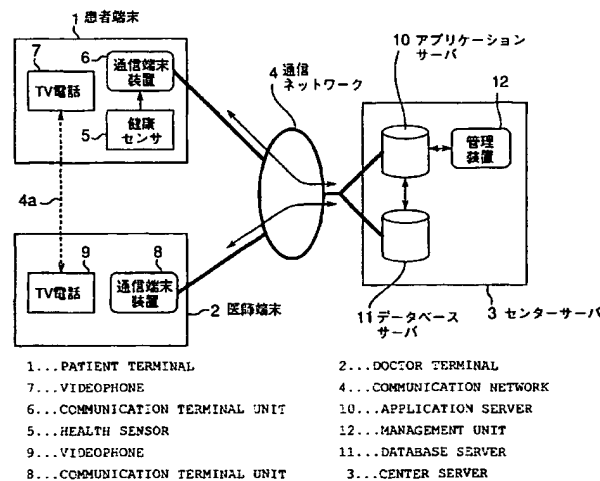 1 患者端末
7
6
TV電話
通信端末
装置
5
健康
センサ
4a
4 通信
ネットワーク
10 アプリケーション
サーバ
12
管理
装置
9
8
TV電話
通信端末
装置
2 医師端末
11 データベース
サーバ
3 センターサーバ
1...PATIENT TERMINAL
7...VIDEOPHONE
6...COMMUNICATION TERMINAL UNIT
5...HEALTH SENSOR
9...VIDEOPHONE
8...COMMUNICATION TERMINAL UNIT
2...DOCTOR TERMINAL
4...COMMUNICATION NETWORK
10...APPLICATION SERVER
12...MANAGEMENT UNIT
11...DATABASE SERVER
3...CENTER SERVER